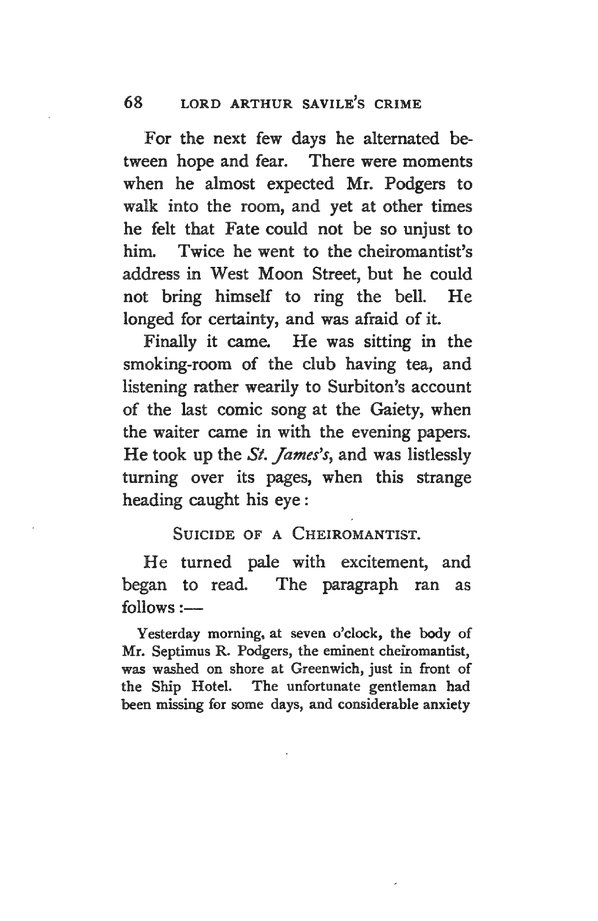 68 LORD ARTHUR SAVILE'S CRIME
For the next few days he alternated be-
tween hope and fear. There were moments
when he almost expected Mr. Podgers to
walk into the room, and yet at other times
he felt that Fate could not be so unjust to
him. Twice he went to the cheiromantist's
address in West Moon Street, but he could
not bring himself to ring the bell. He
longed for certainty, and was afraid of it.
Finally it came. He was sitting in the
smoking-room of the club having tea, and
listening rather wearily to Surbiton's account
of the last comic song at the Gaiety, when
the waiter came in with the evening papers.
He took up the St. James's, and was listlessly
turning over its pages, when this strange
heading caught his eye :
SUICIDE OF A CHEIROMANTIST.
He turned pale with excitement, and
began to read. The paragraph ran as
follows :—
Yesterday morning, at seven o'clock, the body of
Mr. Septimus R. Podgers, the eminent cheiromantist,
was washed on shore at Greenwich, just in front of
the Ship Hotel. The unfortunate gentleman had
been missing for some days, and considerable anxiety